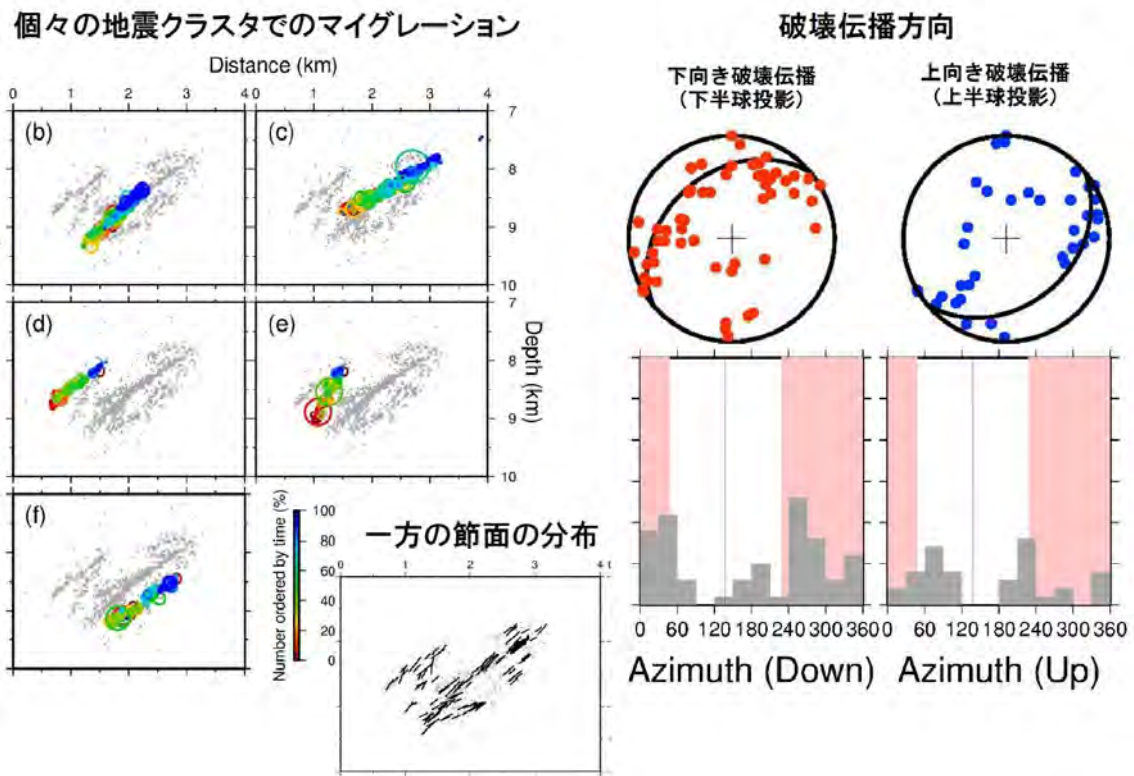 個々の地震クラスタでのマイグレーション
Distance (km)
0 1 2 3 0 1 2 3 4
(b)
(c)
7
8
9
10
(d)
(e)
7
8
9
10
Depth (km)
(f)
Number ordered by time (%)
100
80
60
40
20
0
一方の節面の分布
0 1 2 3
破壊伝播方向
下向き破壊伝播
(下半球投影)
上向き破壊伝播
(上半球投影)
0 60 120 180 240 300 360
0 60 120 180 240 300 360
Azimuth (Down)
Azimuth (Up)